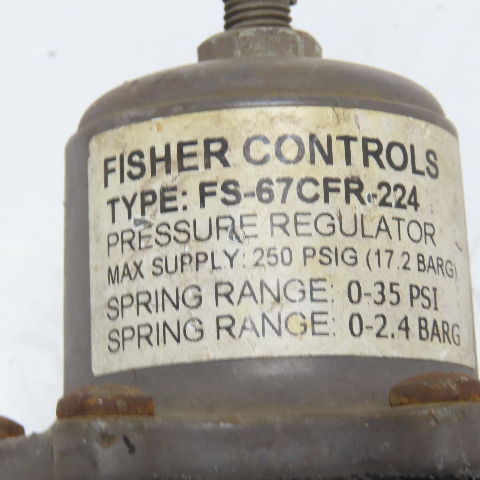 FISHER CONTROLS
TYPE: FS-67CFR-224
PRESSURE REGULATOR
MAX SUPPLY: 250 PSIG (17.2 BARG)
SPRING RANGE: 0-35 PSI
SPRING RANGE: 0-2.4 BARG